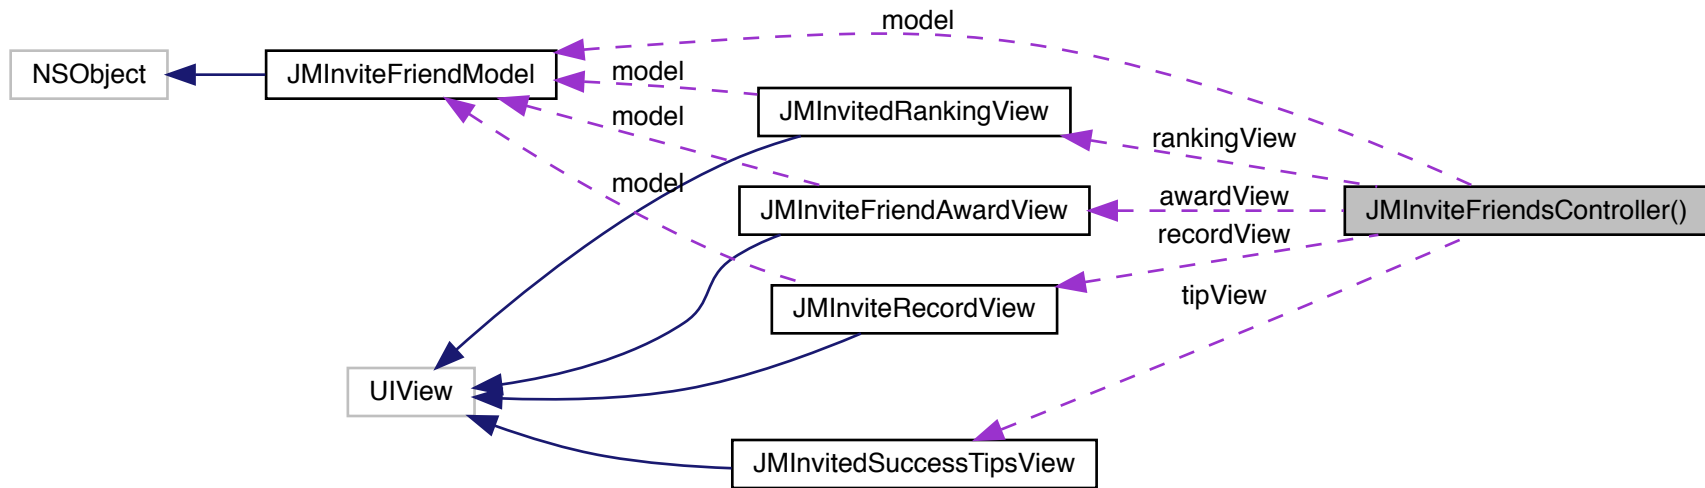 model
NSObject
JMInviteFriendModel
model
JMInvitedRankingView
model
rankingView
model
JMInviteFriendAwardView
awardView
JMInviteFriendsController()
recordView
JMInviteRecordView
tipView
UIView
JMInvitedSuccessTipsView